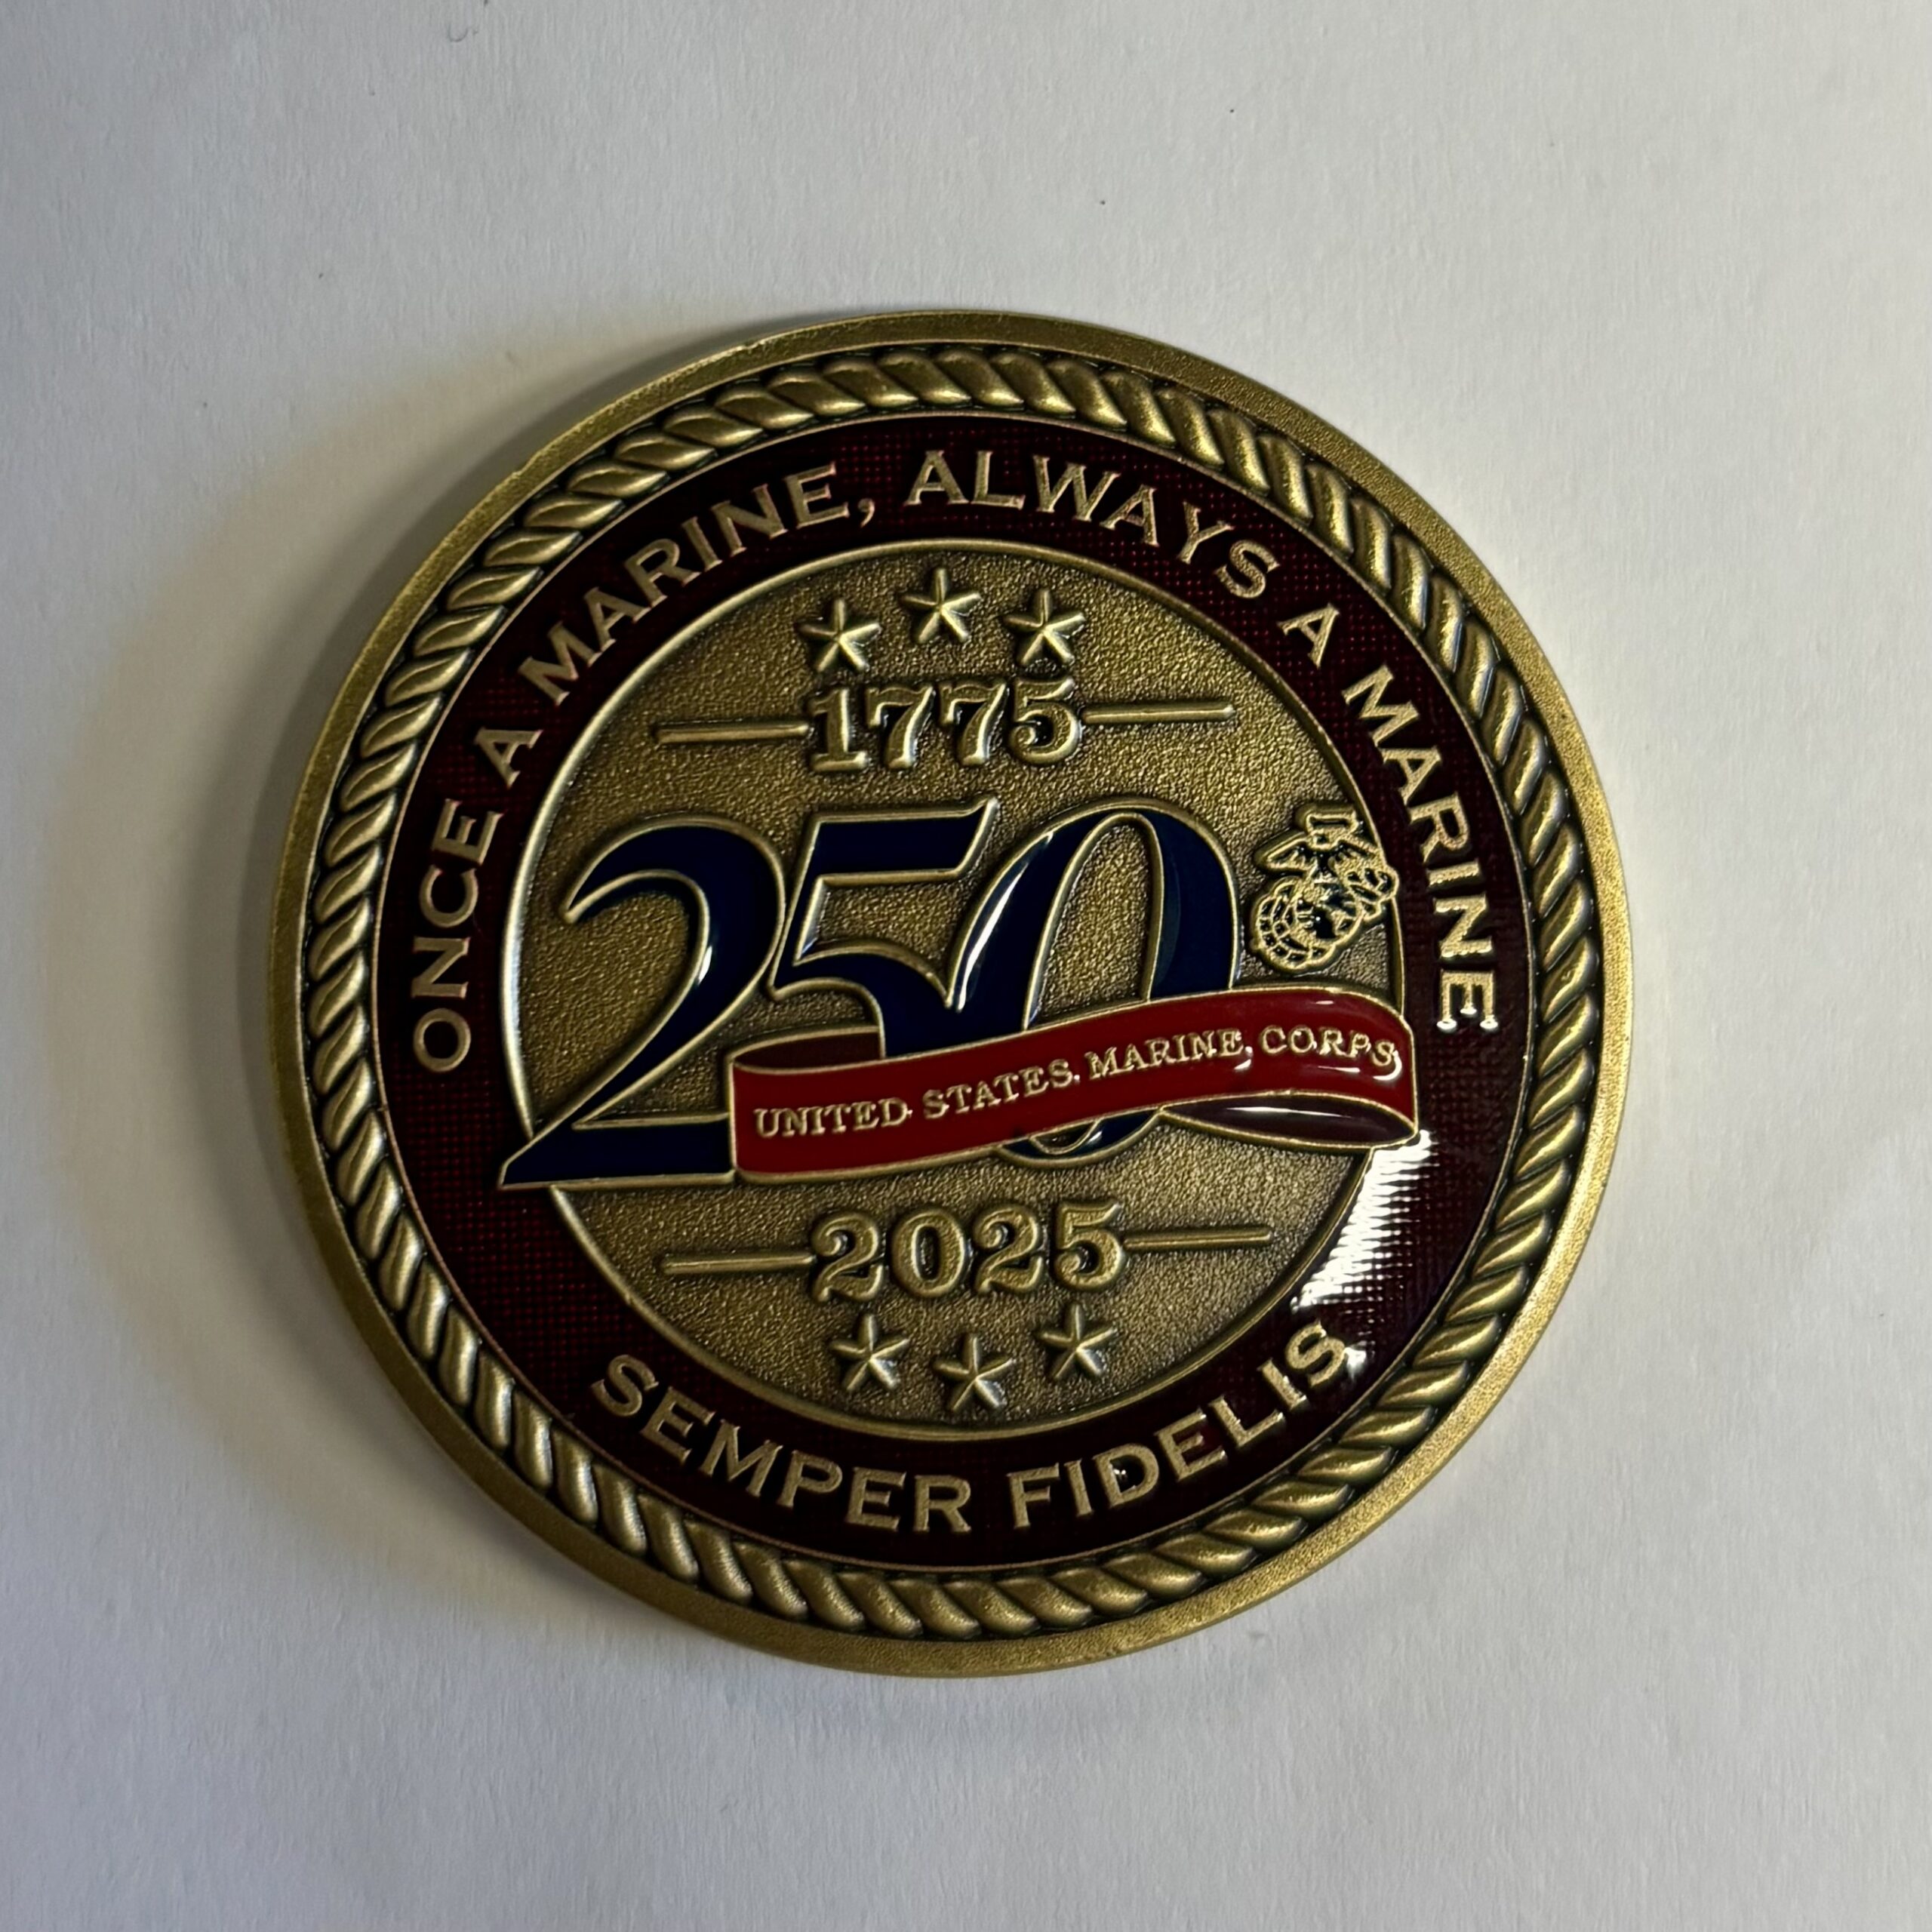 ONCE A MARINE, ALWAYS A MARINE
1775
250
UNITED STATES MARINE CORPS
2025
SEMPER FIDELIS